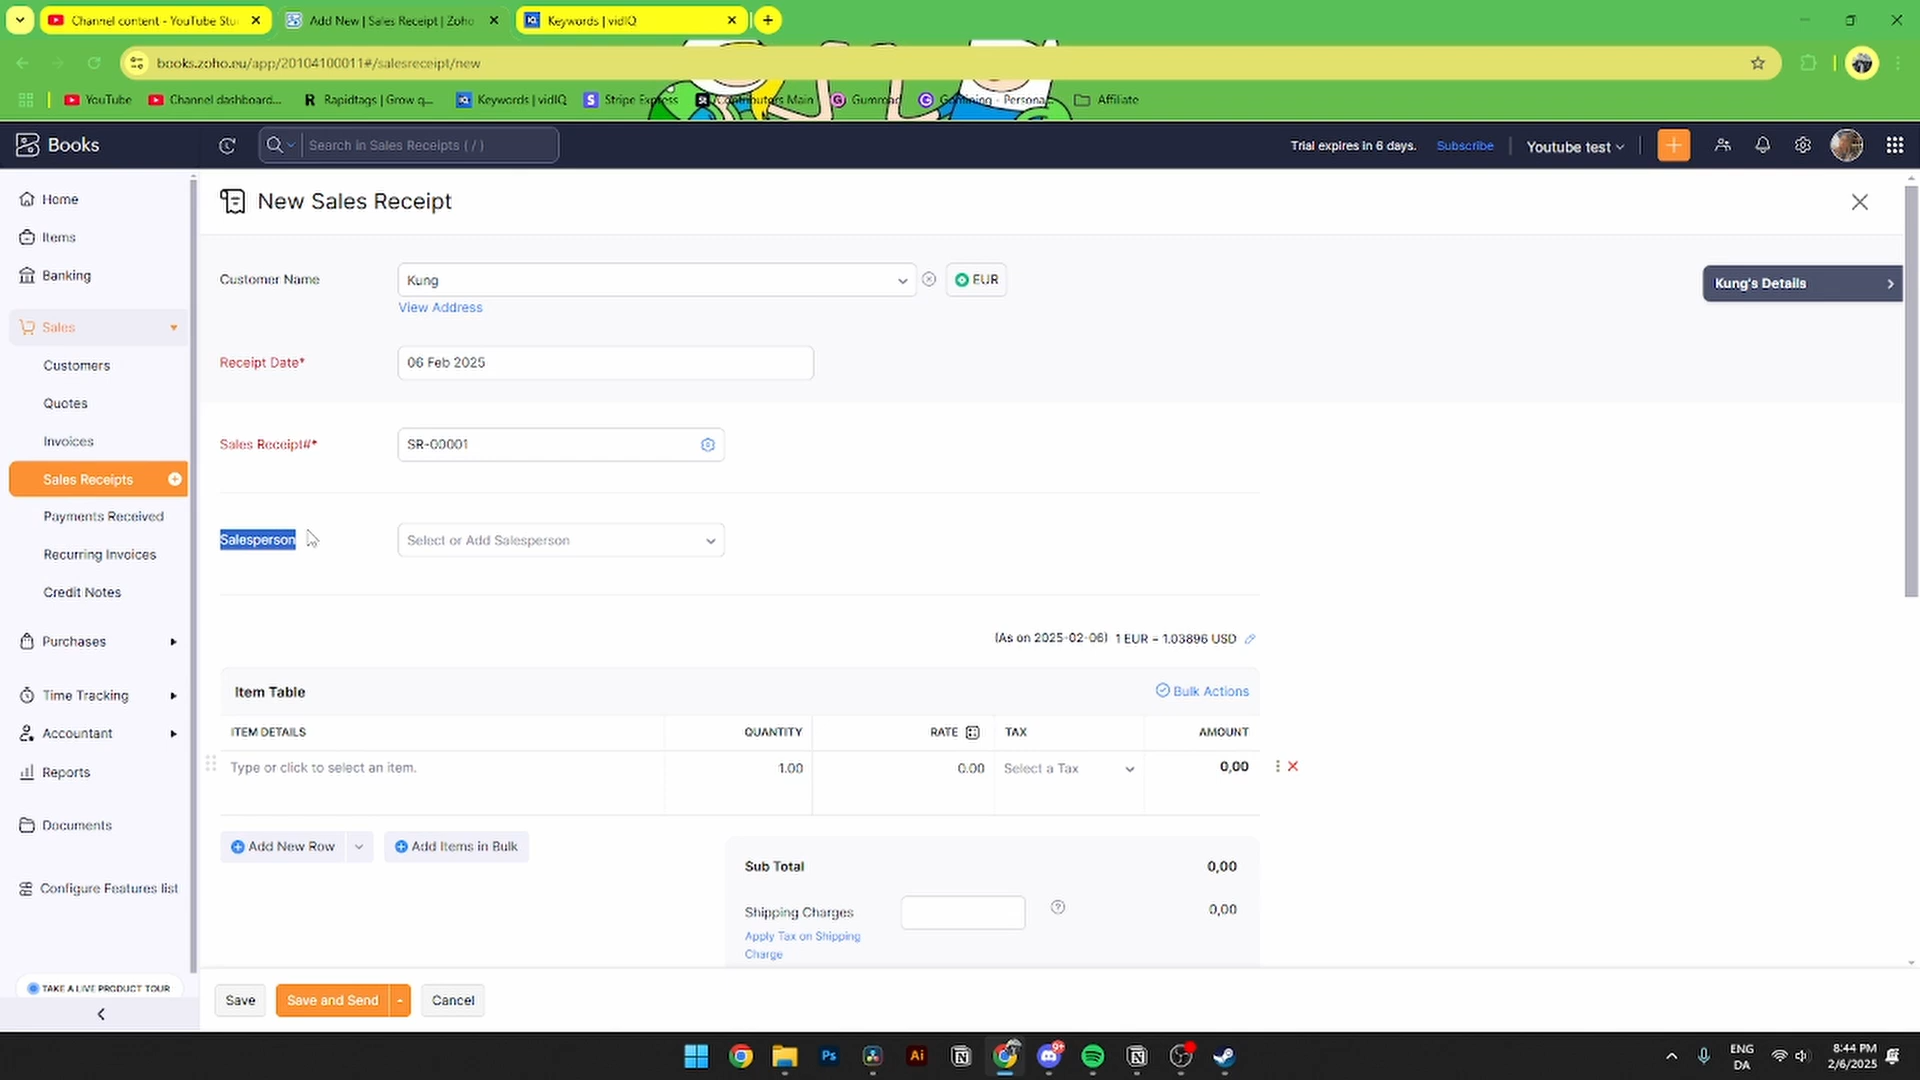 Channel content - YouTube Stu
Add New | Sales Receipt | Zoho
Keywords | vidIQ
books.zoho.eu/app/20104100011#/salesreceipt/new
YouTube
Channel dashboard...
Rapidtags | Grow q...
Keywords | vidIQ
Stripe Express
Contributors Main
Gumroad
Gentining - Persona...
Affiliate
Books
Search in Sales Receipts ( / )
Trial expires in 6 days.
Subscribe
Youtube test
Home
Items
Banking
Sales
Customers
Quotes
Invoices
Sales Receipts
Payments Received
Recurring Invoices
Credit Notes
Purchases
Time Tracking
Accountant
Reports
Documents
Configure Features list
TAKE A LIVE PRODUCT TOUR
New Sales Receipt
Customer Name
Kung
EUR
View Address
Kung's Details
Receipt Date*
06 Feb 2025
Sales Receipt#*
SR-00001
Salesperson
Select or Add Salesperson
(As on 2025-02-06) 1 EUR = 1.03896 USD
Item Table
Bulk Actions
ITEM DETAILS QUANTITY RATE TAX AMOUNT
Type or click to select an item. 1.00 0.00 Select a Tax 0,00
Add New Row
Add Items in Bulk
Sub Total 0,00
Shipping Charges 0,00
Apply Tax on Shipping
Charge
Save
Save and Send
Cancel
Ps
Ai
9+
ENG
DA
8:44 PM
2/6/2025